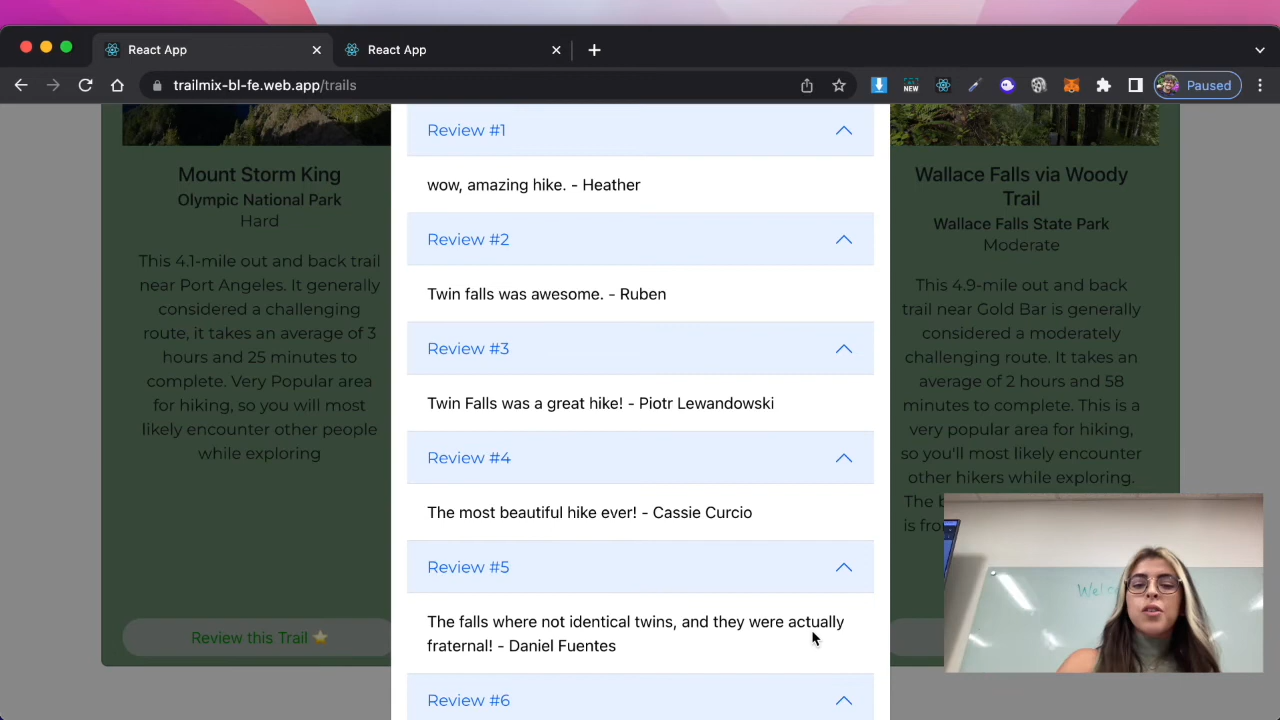 React App
React App
trailmix-bl-fe.web.app/trails
NEW
Paused
Mount Storm King
Olympic National Park
Hard
This 4.1-mile out and back trail
near Port Angeles. It generally
considered a challenging
route, it takes an average of 3
hours and 25 minutes to
complete. Very Popular area
for hiking, so you will most
likely encounter other people
while exploring
Review this Trail ⭐
Review #1
wow, amazing hike. - Heather
Review #2
Twin falls was awesome. - Ruben
Review #3
Twin Falls was a great hike! - Piotr Lewandowski
Review #4
The most beautiful hike ever! - Cassie Curcio
Review #5
The falls where not identical twins, and they were actually
fraternal! - Daniel Fuentes
Review #6
Wallace Falls via Woody
Trail
Wallace Falls State Park
Moderate
This 4.9-mile out and back
trail near Gold Bar is generally
considered a moderately
challenging route. It takes an
average of 2 hours and 58
minutes to complete. This is a
very popular area for hiking,
so you'll most likely encounter
other hikers while exploring.
The
is